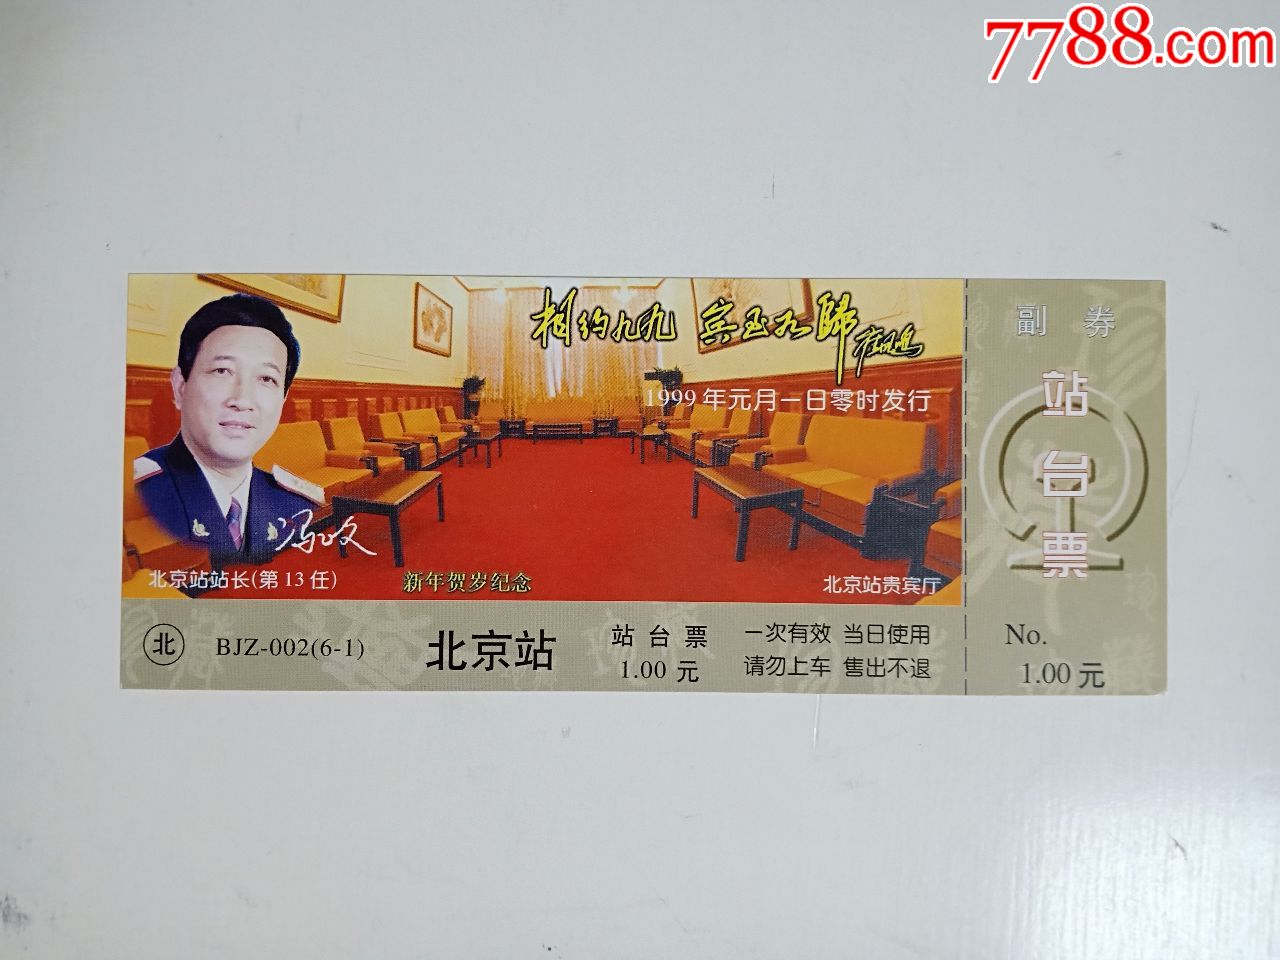 7788.com
相约九九 宾至如归
1999年元月一日零时发行
冯政文
北京站站长(第13任)
新年贺岁纪念
北京站贵宾厅
北
BJZ-002(6-1)
北京站
站台票
1.00 元
一次有效 当日使用
请勿上车 售出不退
副 券
站台票
No.
1.00 元